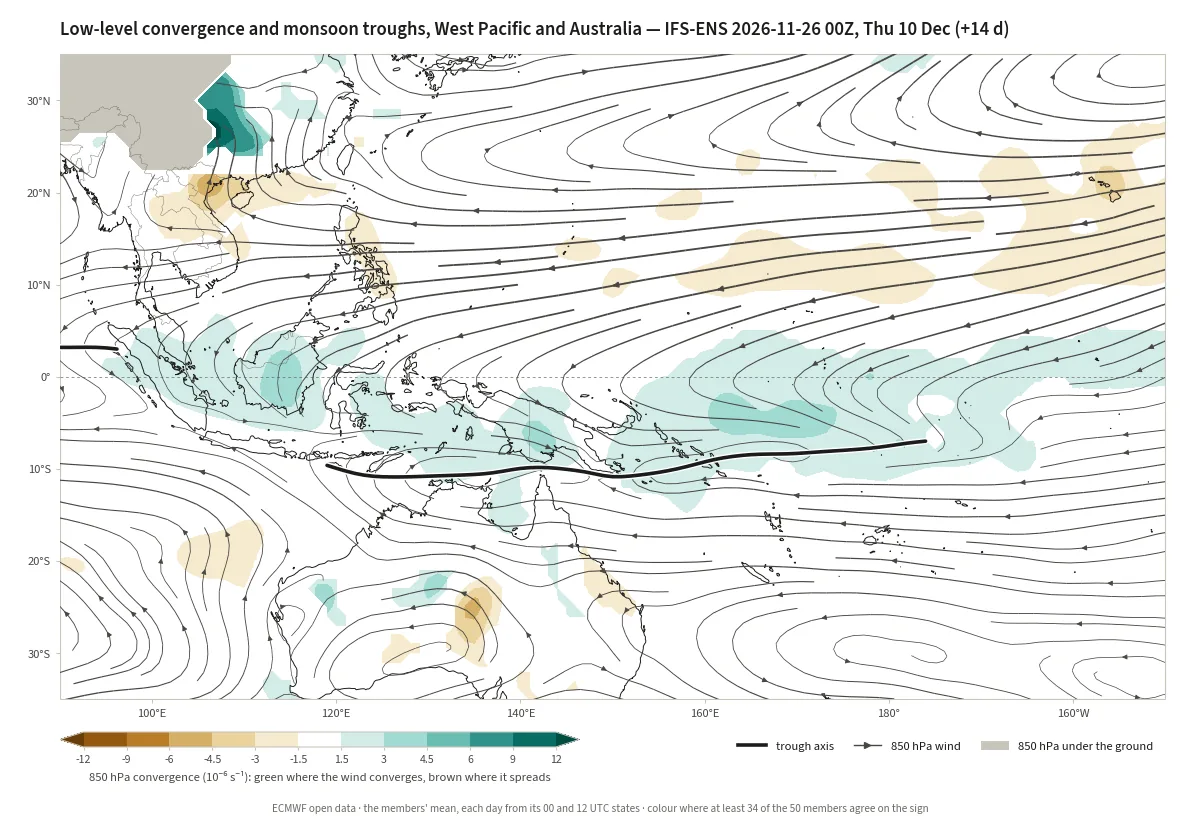 Low-level convergence and monsoon troughs, West Pacific and Australia — IFS-ENS 2026-11-26 00Z, Thu 10 Dec (+14 d)
30°N
20°N
10°N
0°
10°S
20°S
30°S
100°E 120°E 140°E 160°E 180° 160°W
-12 -9 -6 -4.5 -3 -1.5 1.5 3 4.5 6 9 12
850 hPa convergence (10⁻⁶ s⁻¹): green where the wind converges, brown where it spreads
trough axis 850 hPa wind 850 hPa under the ground
ECMWF open data · the members' mean, each day from its 00 and 12 UTC states · colour where at least 34 of the 50 members agree on the sign